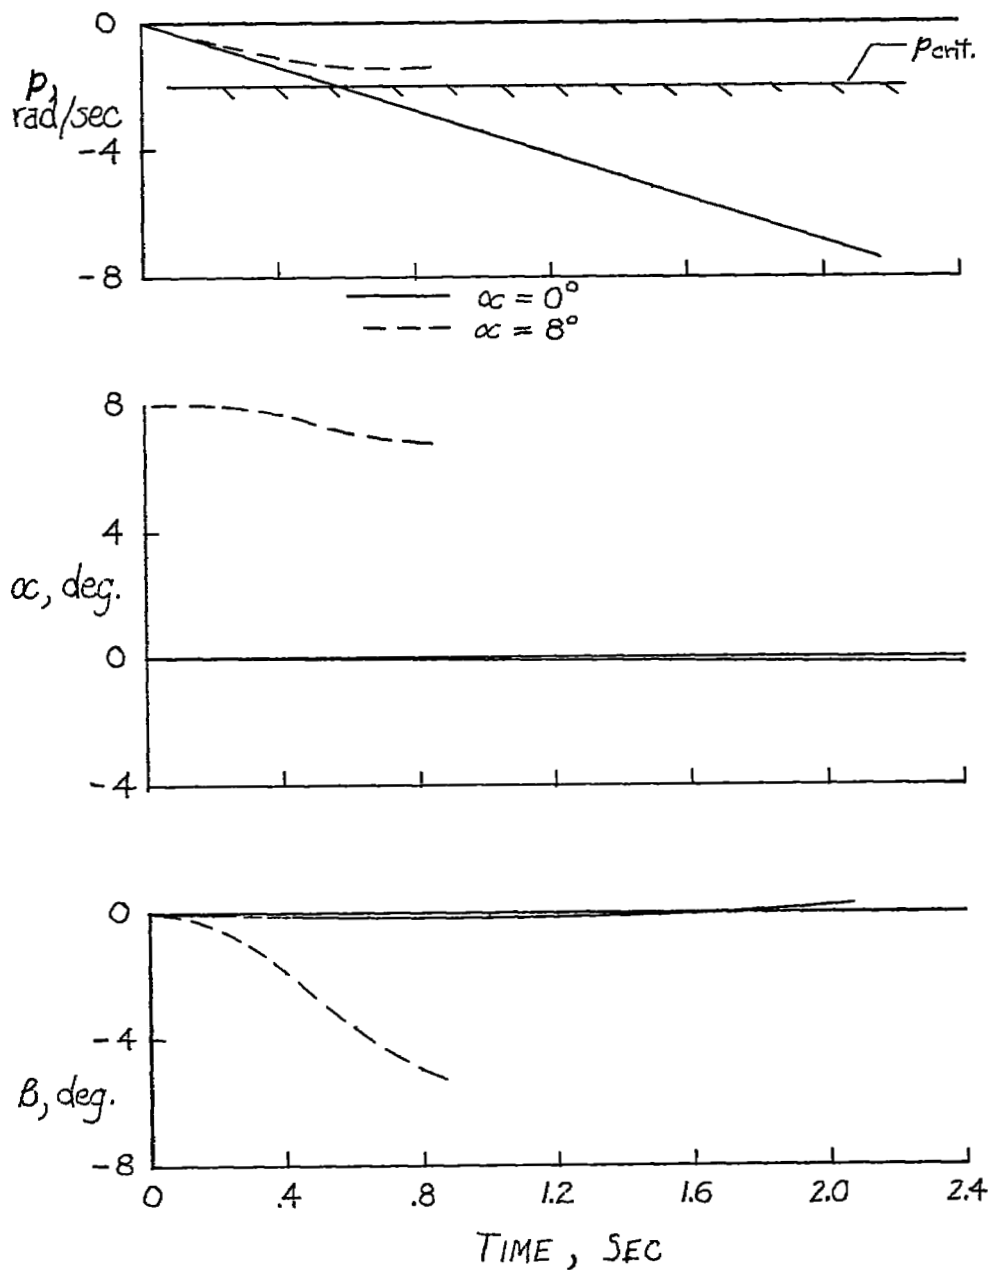 0
p crit.
p,
rad/sec
-4
-8
∝ = 0°
∝ = 8°
8
4
∝, deg.
0
-4
0
-4
β, deg.
-8
0 .4 .8 1.2 1.6 2.0 2.4
TIME, SEC